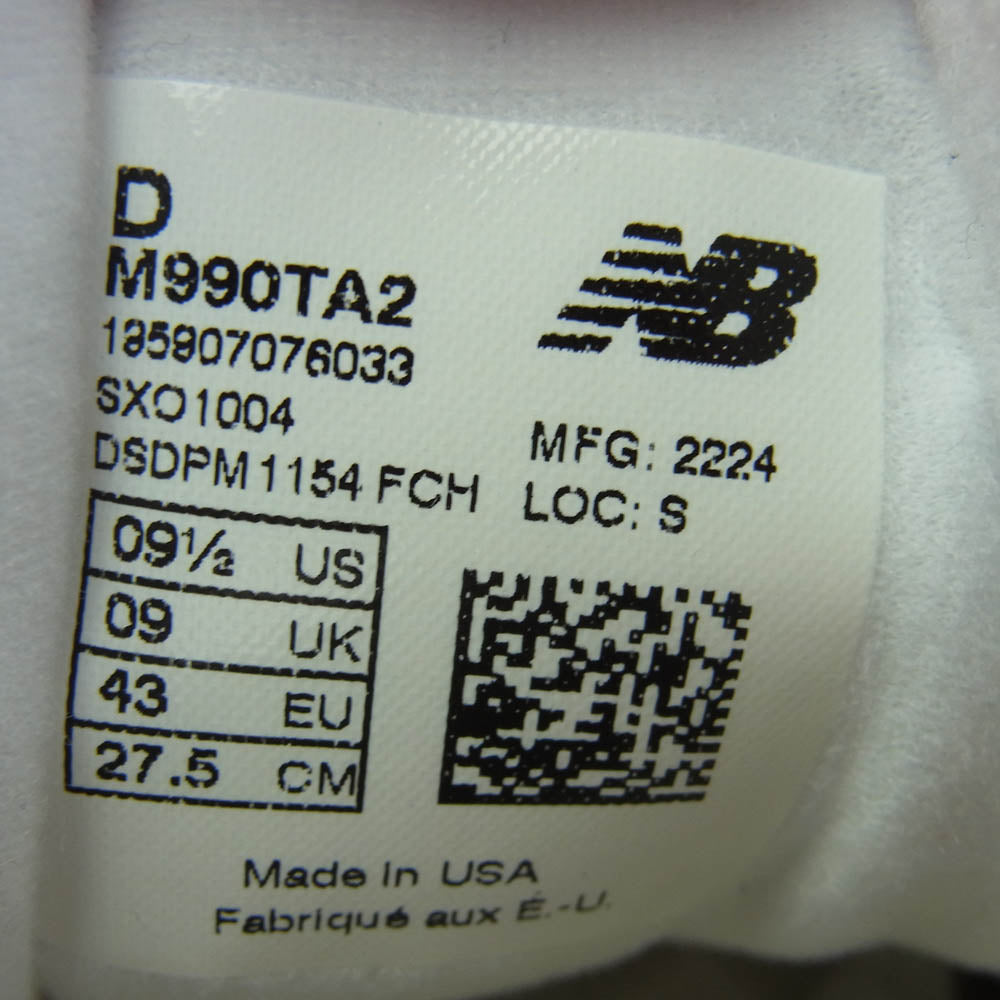 D
M990TA2
195907076033
SXO1004
DSDPM1154 FCH
NB
MFG: 2224
LOC: S
09½ US
09 UK
43 EU
27.5 CM
Made in USA
Fabriqué aux É.-U.